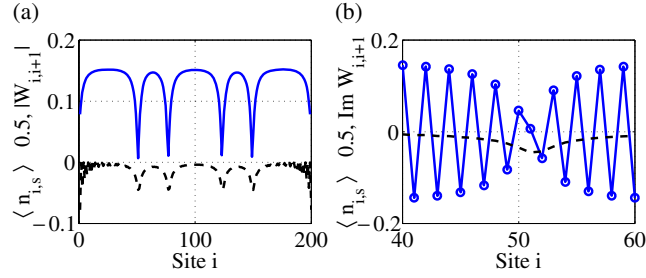 (a)
0.2
0.1
0
−0.1
0
100
200
Site i
⟨ n_{i,s} ⟩ 0.5, |W_{i,i+1}|
(b)
0.2
0
−0.2
40
50
60
Site i
⟨ n_{i,s} ⟩ 0.5, Im W_{i,i+1}